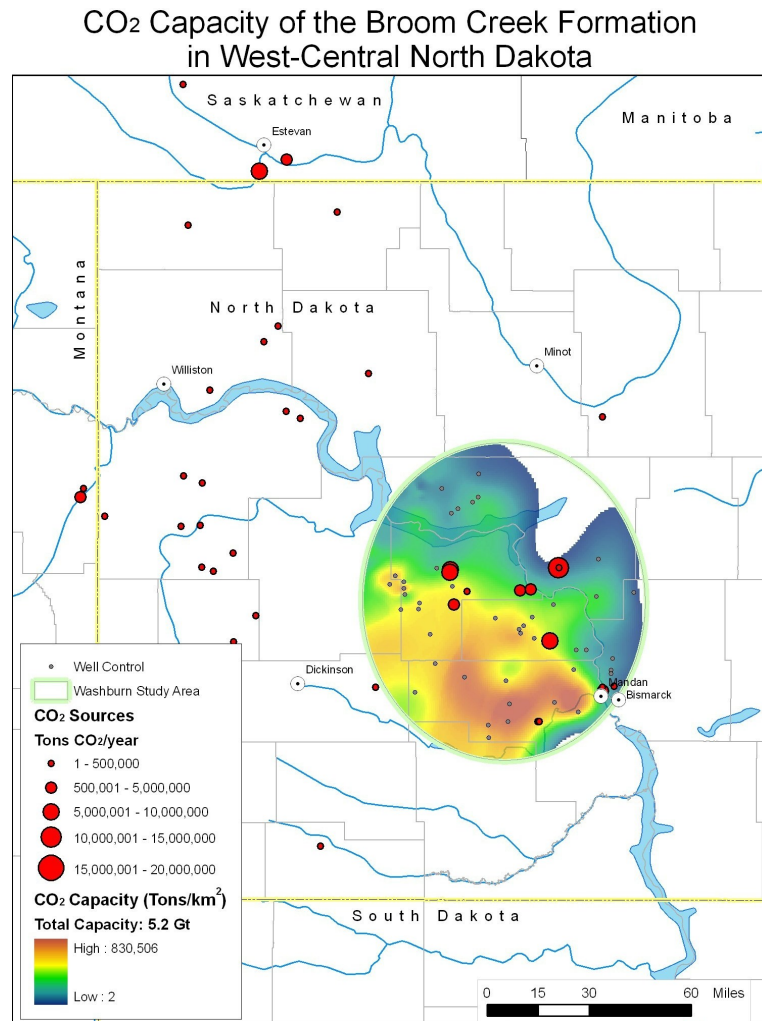 CO2 Capacity of the Broom Creek Formation
in West-Central North Dakota
Saskatchewan
Manitoba
Estevan
Montana
North Dakota
Minot
Williston
Dickinson
Mandan
Bismarck
Well Control
Washburn Study Area
CO2 Sources
Tons CO2/year
1 - 500,000
500,001 - 5,000,000
5,000,001 - 10,000,000
10,000,001 - 15,000,000
15,000,001 - 20,000,000
CO2 Capacity (Tons/km2)
Total Capacity: 5.2 Gt
High : 830,506
Low : 2
South Dakota
0 15 30 60 Miles